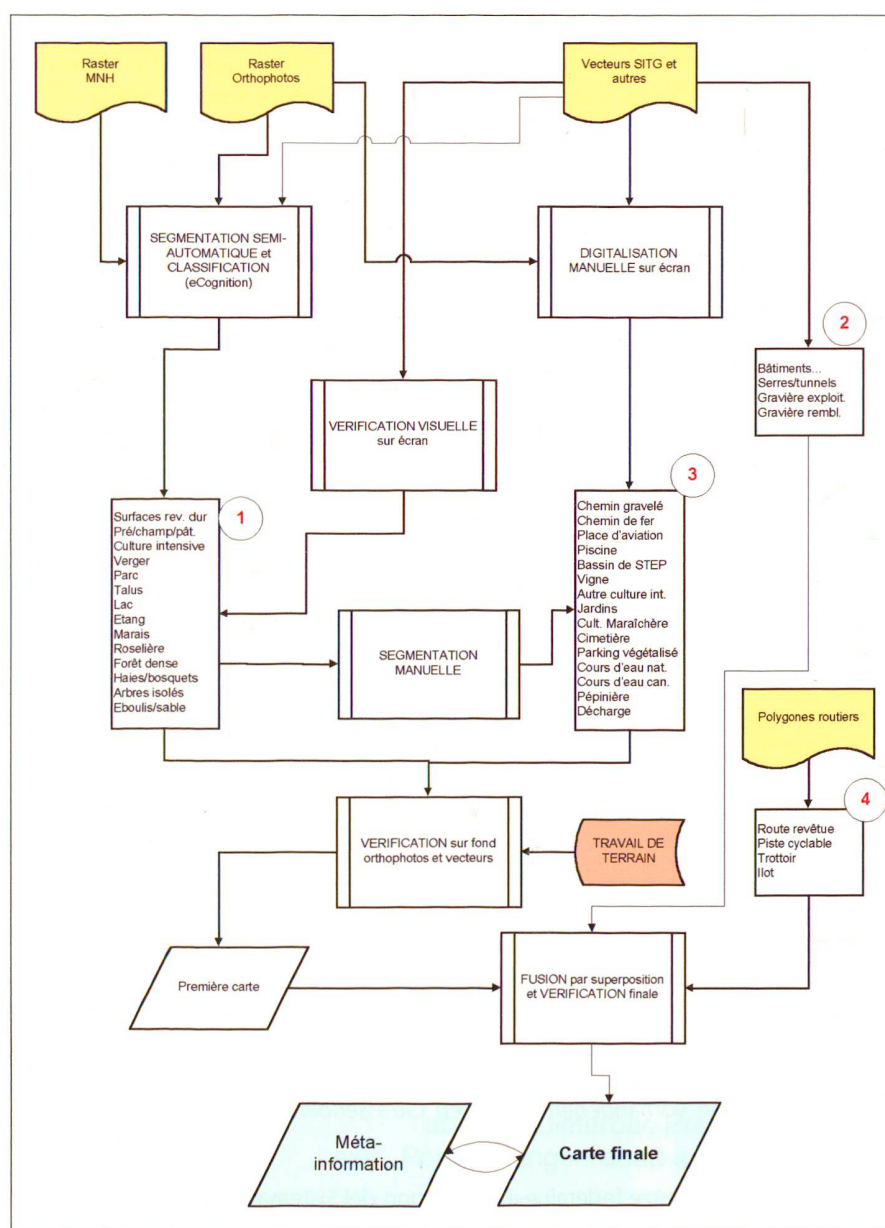 Raster
MNH
Raster
Orthophotos
Vecteurs SITG et
autres
SEGMENTATION SEMI-
AUTOMATIQUE et
CLASSIFICATION
(eCognition)
DIGITALISATION
MANUELLE sur écran
2
Bâtiments...
Serres/tunnels
Gravière exploit.
Gravière rembl.
VERIFICATION VISUELLE
sur écran
1
Surfaces rev. dur
Pré/champ/pât.
Culture intensive
Verger
Parc
Talus
Lac
Etang
Marais
Roselière
Forêt dense
Haies/bosquets
Arbres isolés
Eboulis/sable
3
Chemin gravelé
Chemin de fer
Place d'aviation
Piscine
Bassin de STEP
Vigne
Autre culture int.
Jardins
Cult. Maraîchère
Cimetière
Parking végétalisé
Cours d'eau nat.
Cours d'eau can.
Pépinière
Décharge
SEGMENTATION
MANUELLE
Polygones routiers
4
Route revêtue
Piste cyclable
Trottoir
Ilot
VERIFICATION sur fond
orthophotos et vecteurs
TRAVAIL DE
TERRAIN
Première carte
FUSION par superposition
et VERIFICATION finale
Méta-
information
Carte finale